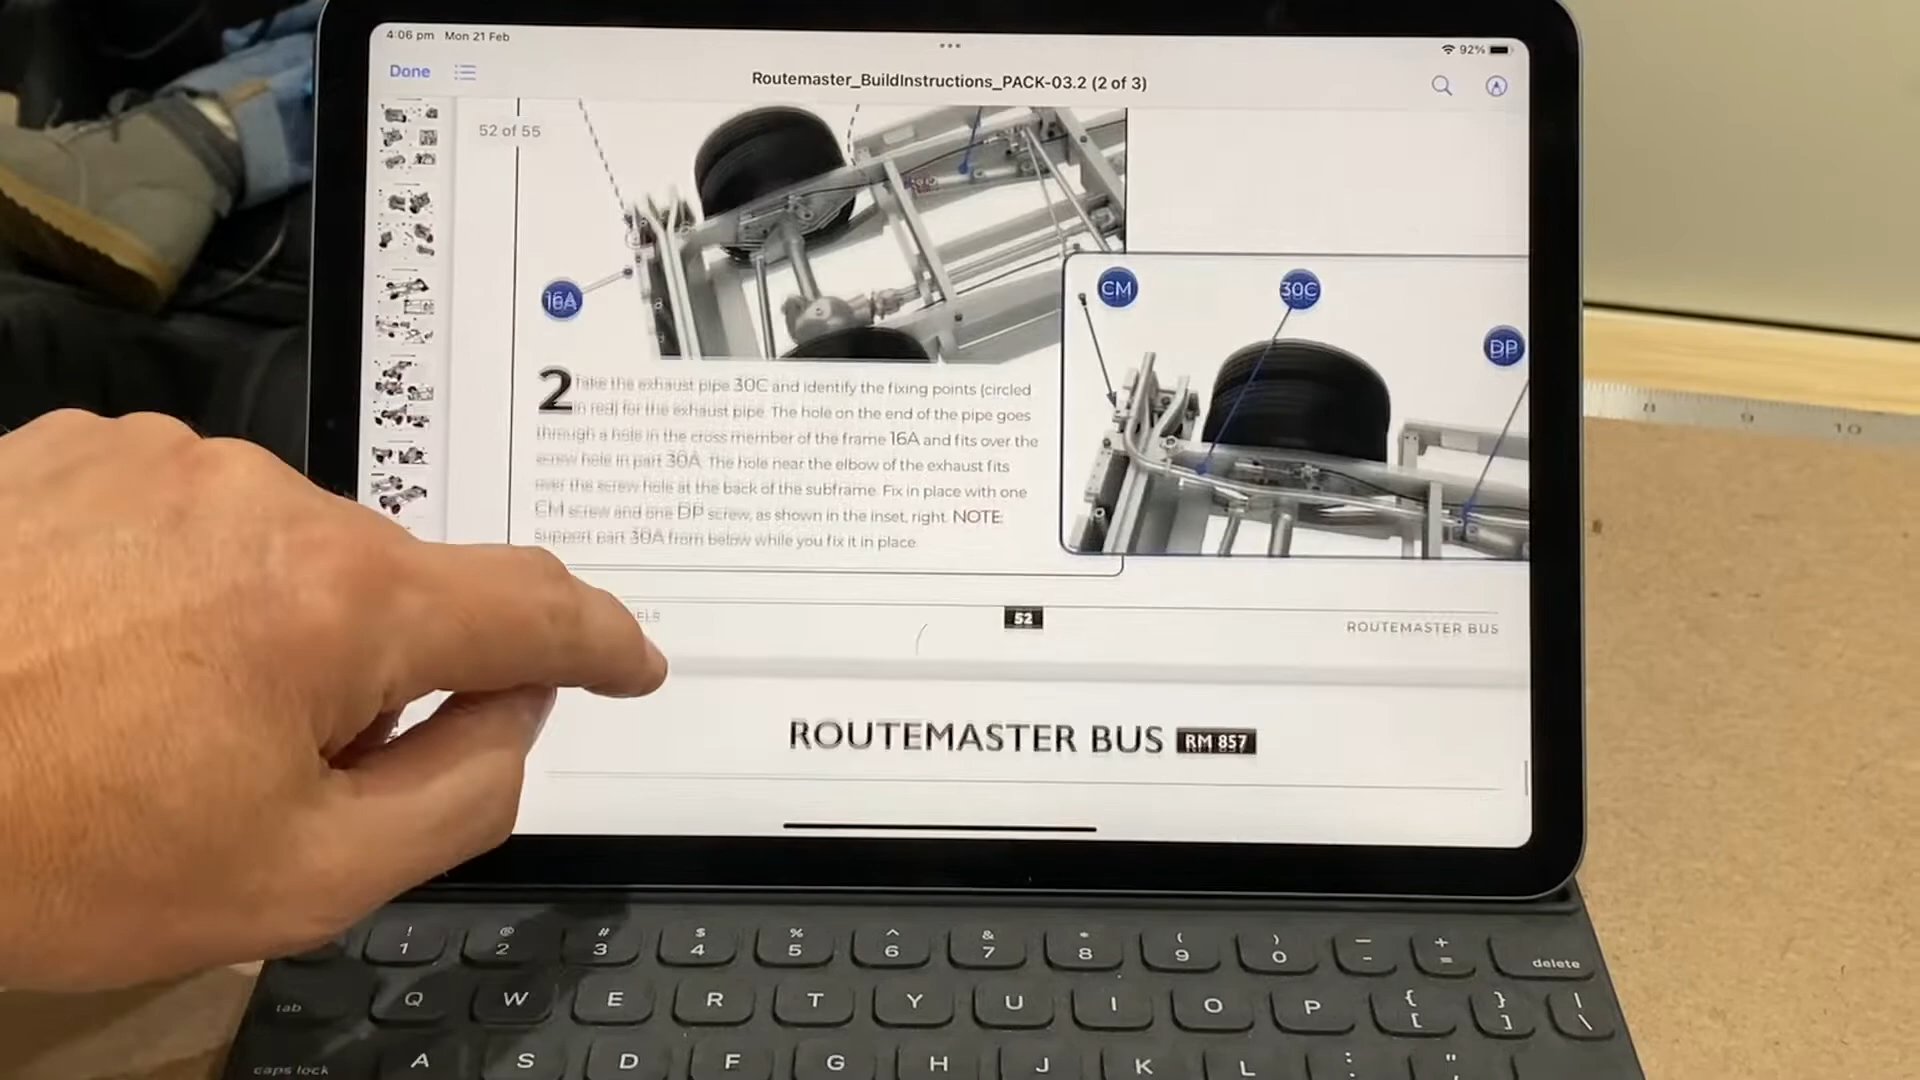 4:06 pm Mon 21 Feb
92%
Done
Routemaster_BuildInstructions_PACK-03.2 (2 of 3)
52 of 55
16A
CM
30C
DP
2 Take the exhaust pipe 30C and identify the fixing points (circled
in red) for the exhaust pipe. The hole on the end of the pipe goes
through a hole in the cross member of the frame 16A and fits over the
screw hole in part 30A. The hole near the elbow of the exhaust fits
over the screw hole at the back of the subframe. Fix in place with one
CM screw and one DP screw, as shown in the inset, right. NOTE:
support part 30A from below while you fix it in place.
52
ROUTEMASTER BUS
ROUTEMASTER BUS RM 857
8 9 10
! @ # $ % ^ & * ( ) — +
1 2 3 4 5 6 7 8 9 0 - = delete
tab Q W E R T Y U I O P { [ } ] | \
caps lock A S D F G H J K L : ; "